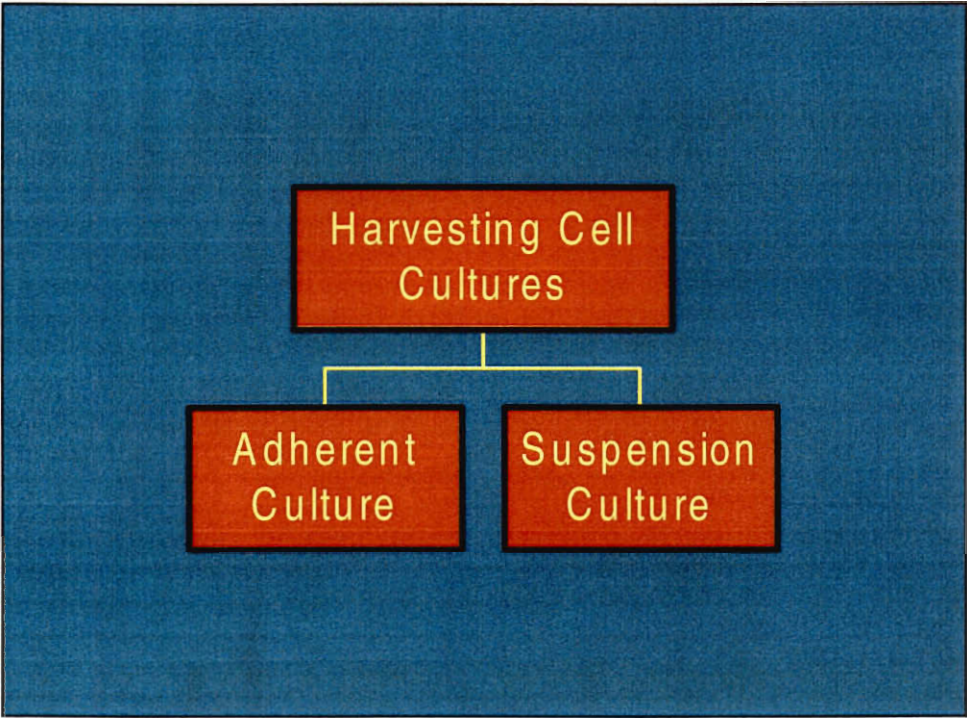 Harvesting Cell
Cultures
Adherent
Culture
Suspension
Culture